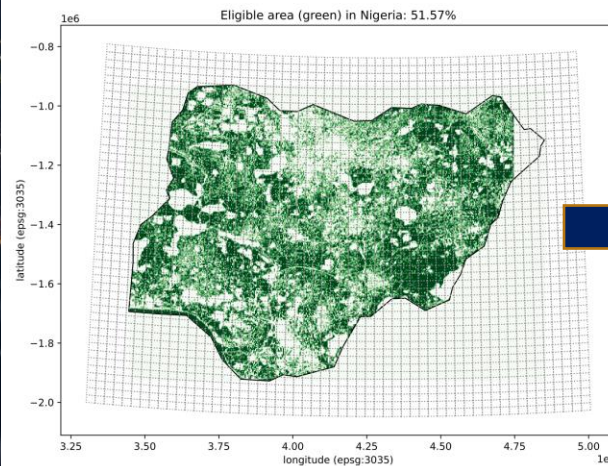 Eligible area (green) in Nigeria: 51.57%
1e6
−0.8
−1.0
−1.2
−1.4
−1.6
−1.8
−2.0
latitude (epsg:3035)
3.25 3.50 3.75 4.00 4.25 4.50 4.75 5.00
longitude (epsg:3035)